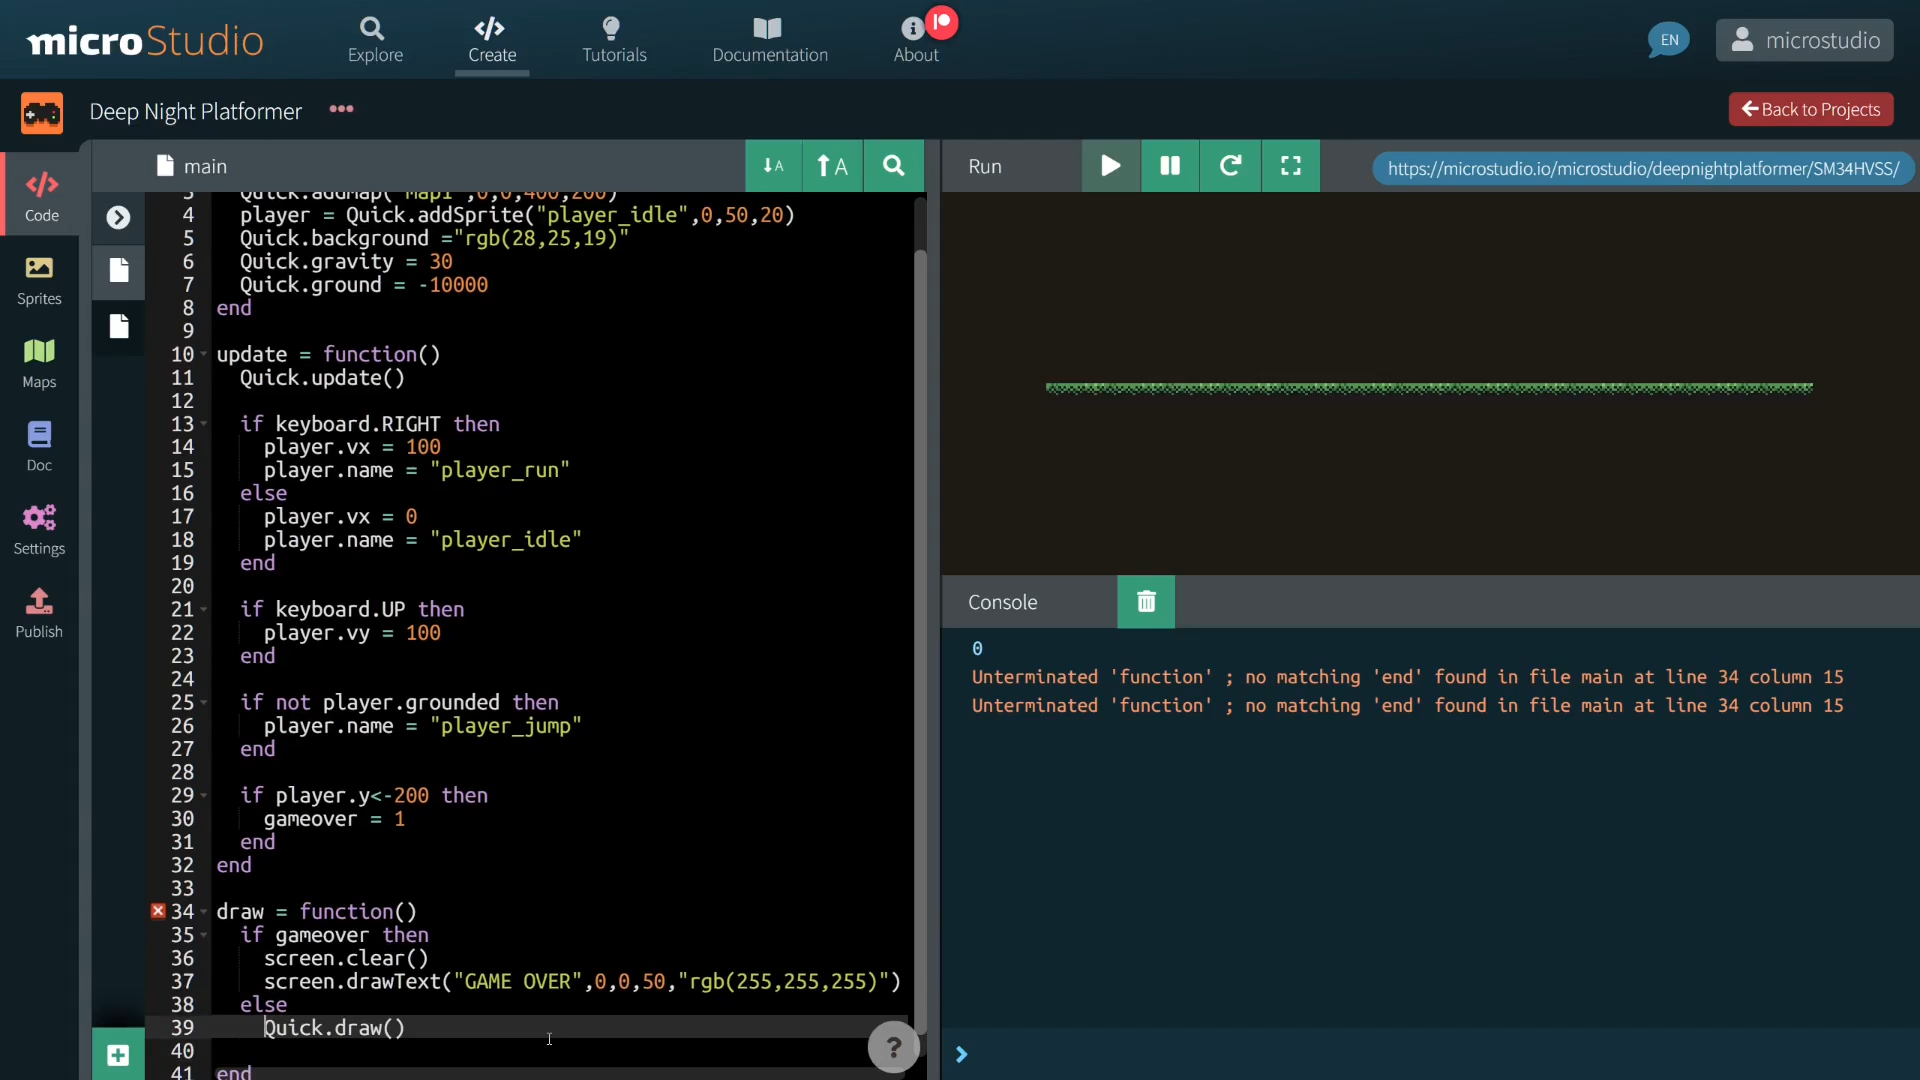 microStudio
Explore
Create
Tutorials
Documentation
About
EN
microstudio
Deep Night Platformer
Back to Projects
Code
Sprites
Maps
Doc
Settings
Publish
main
↓A
↑A
3 Quick.addMap("map1",0,0,400,200)
4 player = Quick.addSprite("player_idle",0,50,20)
5 Quick.background ="rgb(28,25,19)"
6 Quick.gravity = 30
7 Quick.ground = -10000
8 end
9
10 update = function()
11 Quick.update()
12
13 if keyboard.RIGHT then
14 player.vx = 100
15 player.name = "player_run"
16 else
17 player.vx = 0
18 player.name = "player_idle"
19 end
20
21 if keyboard.UP then
22 player.vy = 100
23 end
24
25 if not player.grounded then
26 player.name = "player_jump"
27 end
28
29 if player.y<-200 then
30 gameover = 1
31 end
32 end
33
34 draw = function()
35 if gameover then
36 screen.clear()
37 screen.drawText("GAME OVER",0,0,50,"rgb(255,255,255)")
38 else
39 Quick.draw()
40
41 end
?
Run
https://microstudio.io/microstudio/deepnightplatformer/SM34HVSS/
Console
0
Unterminated 'function' ; no matching 'end' found in file main at line 34 column 15
Unterminated 'function' ; no matching 'end' found in file main at line 34 column 15